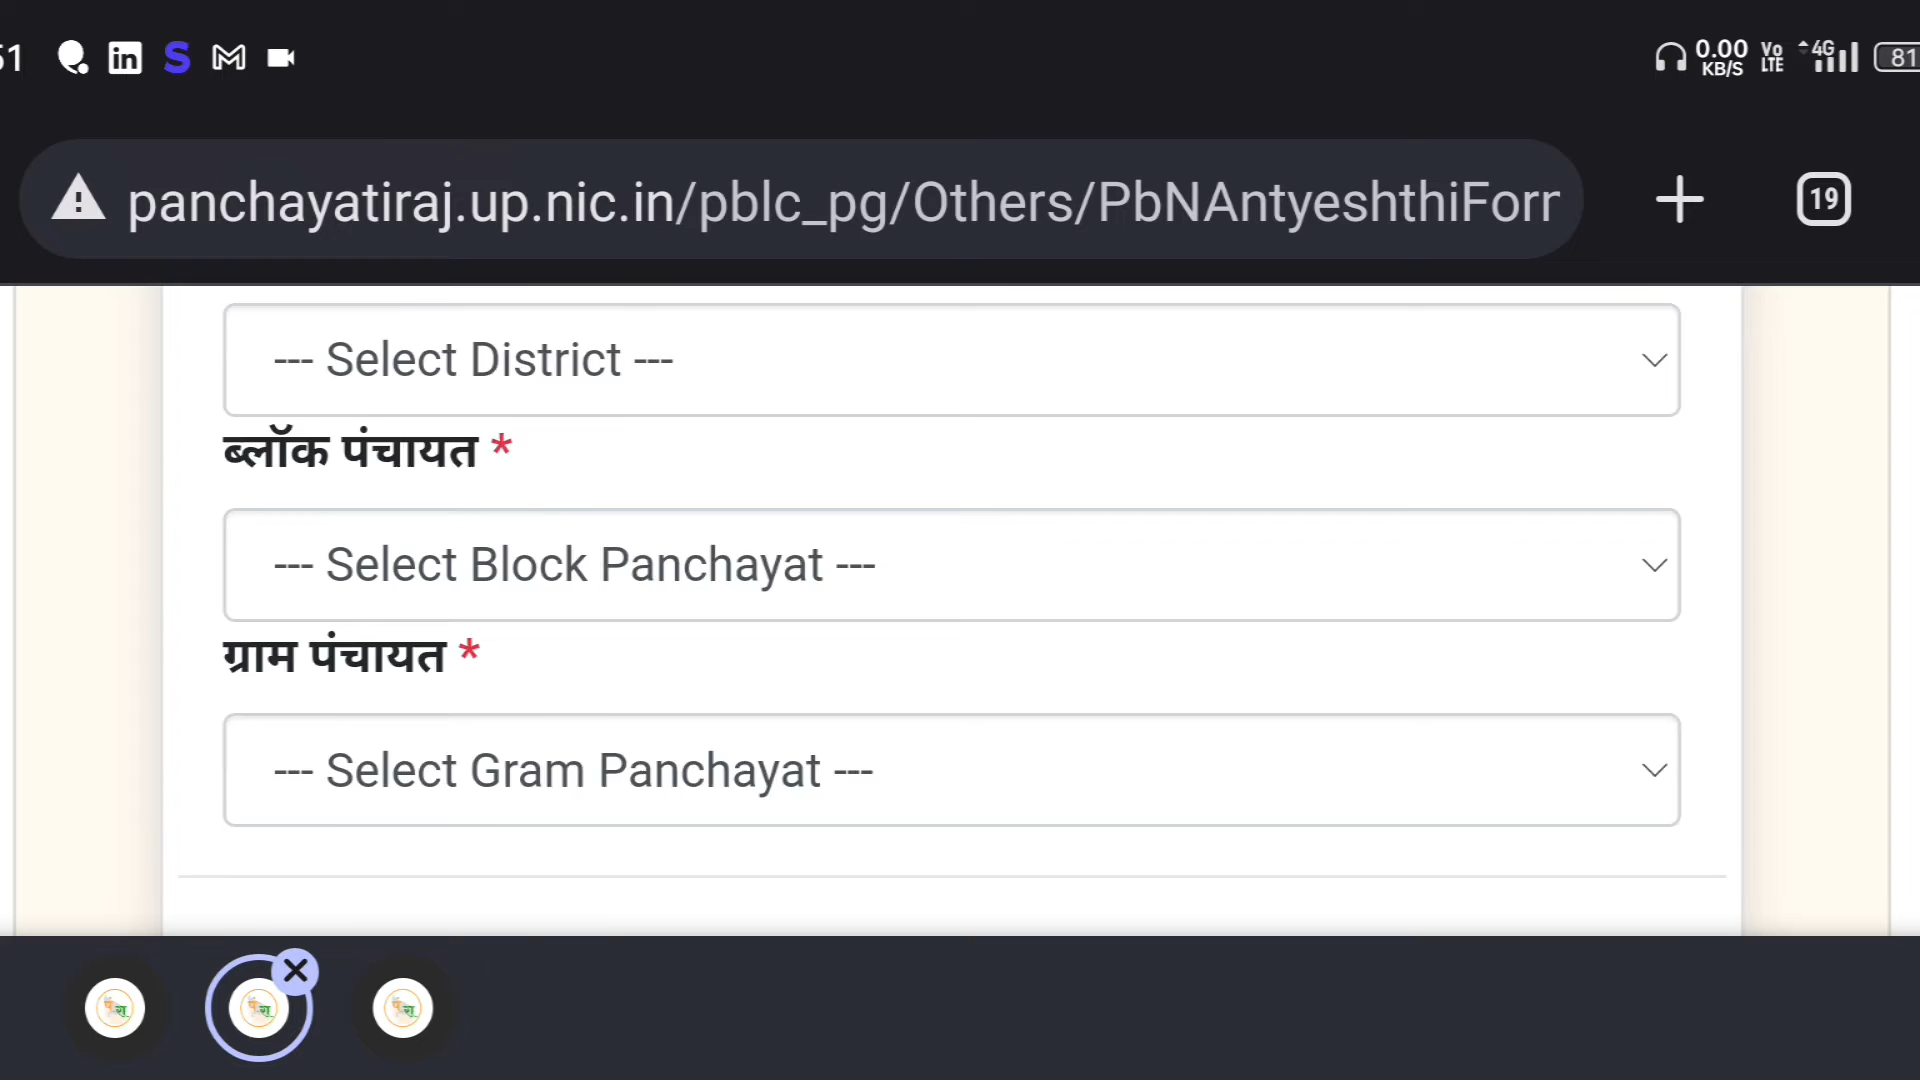 51
in
S
0.00
KB/S
Vo
LTE
4G
81
panchayatiraj.up.nic.in/pblc_pg/Others/PbNAntyeshthiForr
19
--- Select District ---
ब्लॉक पंचायत *
--- Select Block Panchayat ---
ग्राम पंचायत *
--- Select Gram Panchayat ---